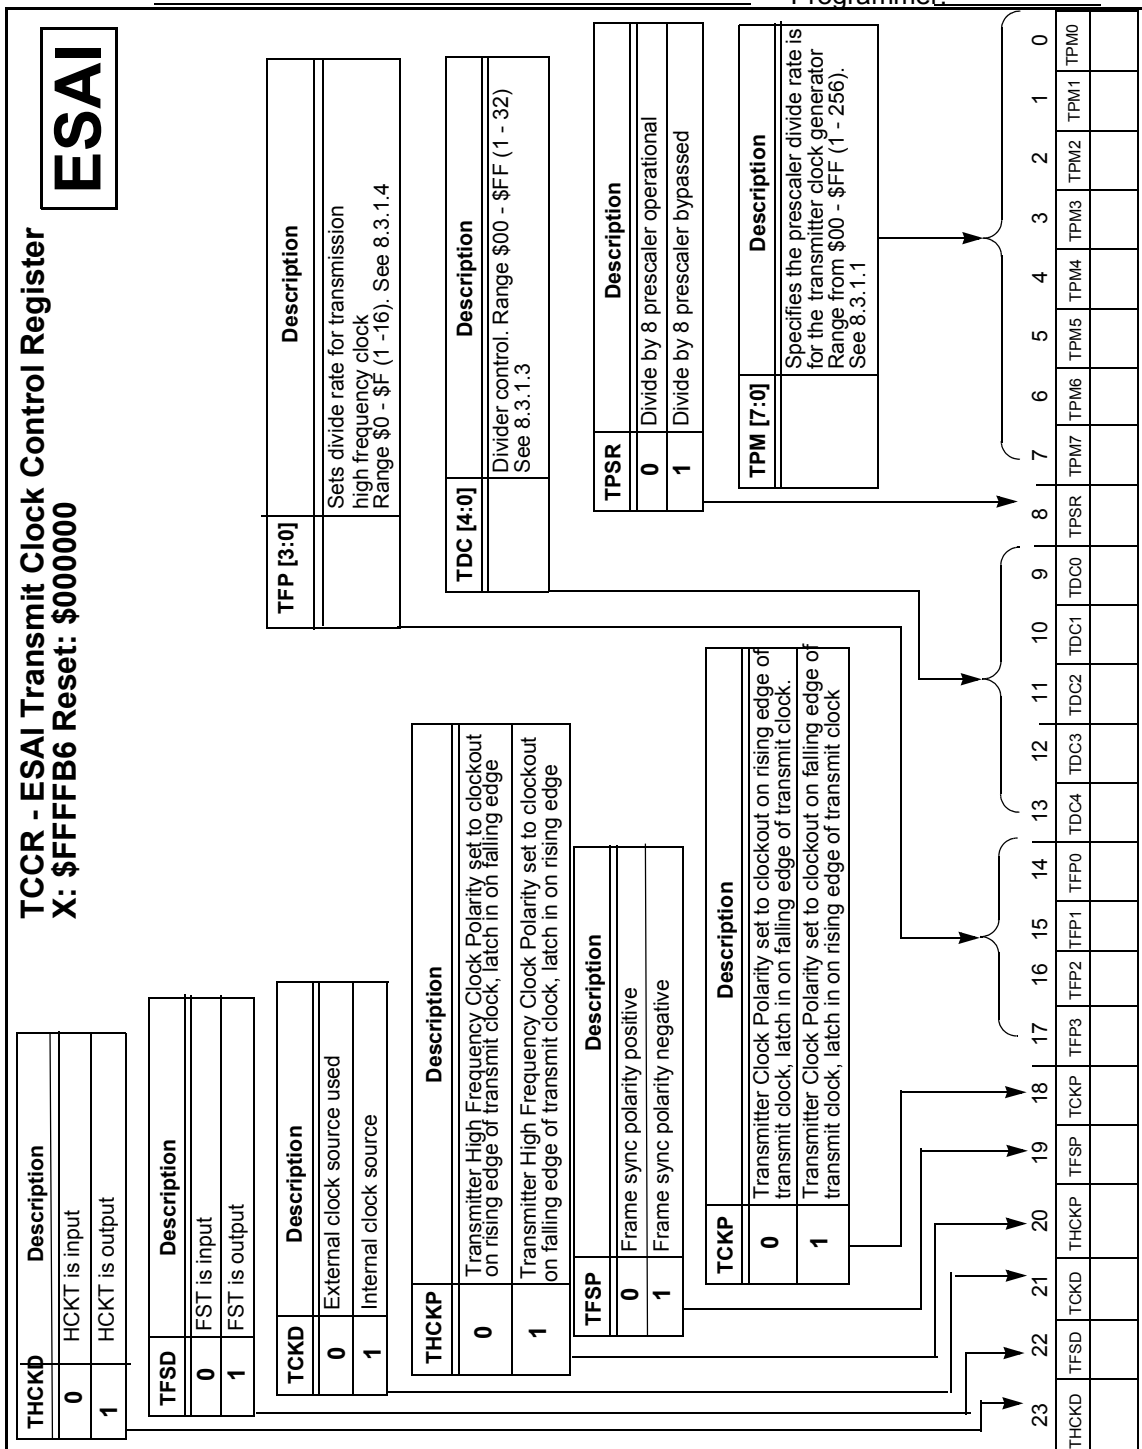 Programmer:
ESAI
TCCR - ESAI Transmit Clock Control Register
X: $FFFFB6 Reset: $000000
THCKD Description
0 HCKT is input
1 HCKT is output
TFSD Description
0 FST is input
1 FST is output
TCKD Description
0 External clock source used
1 Internal clock source
THCKP Description
0 Transmitter High Frequency Clock Polarity set to clockout
on rising edge of transmit clock, latch in on falling edge
1 Transmitter High Frequency Clock Polarity set to clockout
on falling edge of transmit clock, latch in on rising edge
TFSP Description
0 Frame sync polarity positive
1 Frame sync polarity negative
TCKP Description
0 Transmitter Clock Polarity set to clockout on rising edge of
transmit clock, latch in on falling edge of transmit clock.
1 Transmitter Clock Polarity set to clockout on falling edge of
transmit clock, latch in on rising edge of transmit clock
TFP [3:0] Description
Sets divide rate for transmission
high frequency clock
Range $0 - $F (1 -16). See 8.3.1.4
TDC [4:0] Description
Divider control. Range $00 - $FF (1 - 32)
See 8.3.1.3
TPSR Description
0 Divide by 8 prescaler operational
1 Divide by 8 prescaler bypassed
TPM [7:0] Description
Specifies the prescaler divide rate is
for the transmitter clock generator
Range from $00 - $FF (1 - 256).
See 8.3.1.1
23 22 21 20 19 18 17 16 15 14 13 12 11 10 9 8 7 6 5 4 3 2 1 0
THCKD TFSD TCKD THCKP TFSP TCKP TFP3 TFP2 TFP1 TFP0 TDC4 TDC3 TDC2 TDC1 TDC0 TPSR TPM7 TPM6 TPM5 TPM4 TPM3 TPM2 TPM1 TPM0